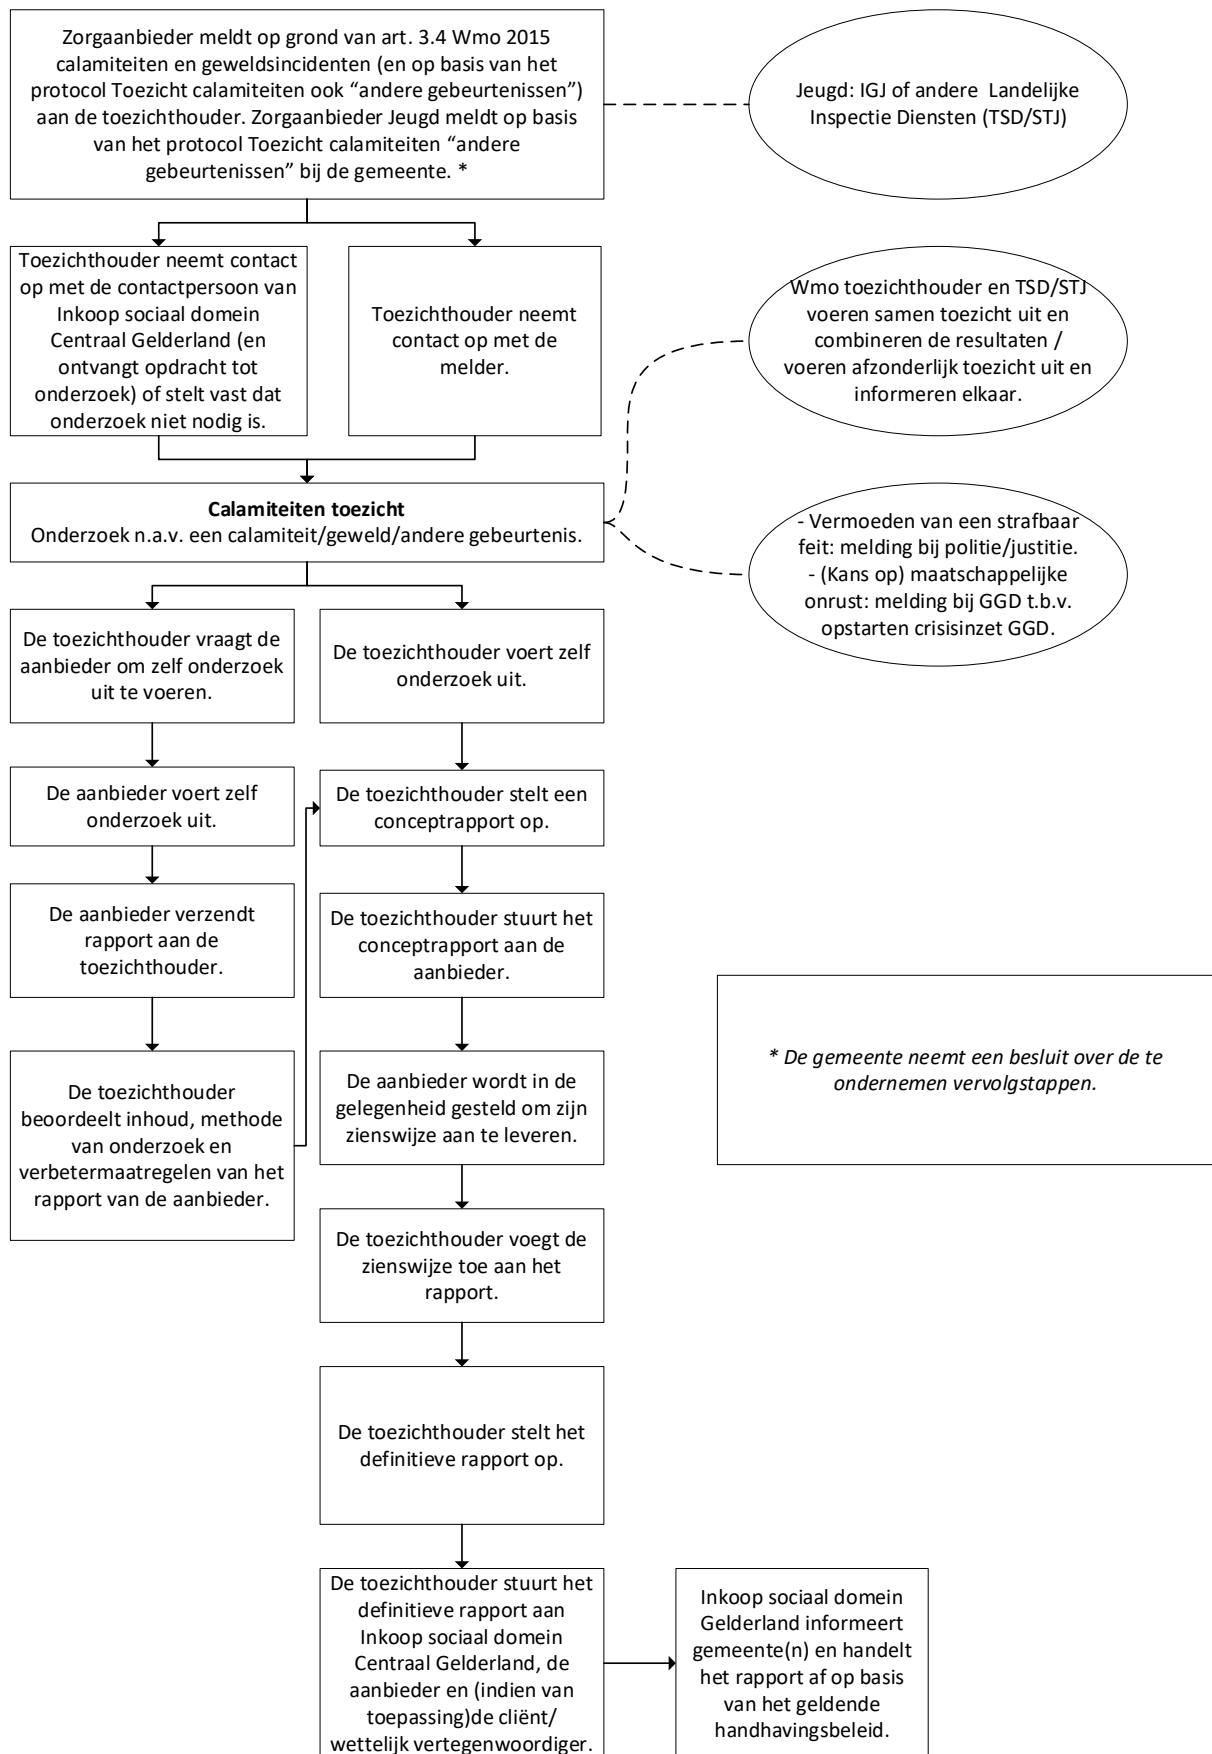 Zorgaanbieder meldt op grond van art. 3.4 Wmo 2015
calamiteiten en geweldsincidenten (en op basis van het
protocol Toezicht calamiteiten ook “andere gebeurtenissen”)
aan de toezichthouder. Zorgaanbieder Jeugd meldt op basis
van het protocol Toezicht calamiteiten “andere
gebeurtenissen” bij de gemeente. *
Jeugd: IGJ of andere Landelijke
Inspectie Diensten (TSD/STJ)
Toezichthouder neemt contact
op met de contactpersoon van
Inkoop sociaal domein
Centraal Gelderland (en
ontvangt opdracht tot
onderzoek) of stelt vast dat
onderzoek niet nodig is.
Toezichthouder neemt
contact op met de
melder.
Wmo toezichthouder en TSD/STJ
voeren samen toezicht uit en
combineren de resultaten /
voeren afzonderlijk toezicht uit en
informeren elkaar.
Calamiteiten toezicht
Onderzoek n.a.v. een calamiteit/geweld/andere gebeurtenis.
- Vermoeden van een strafbaar
feit: melding bij politie/justitie.
- (Kans op) maatschappelijke
onrust: melding bij GGD t.b.v.
opstarten crisisinzet GGD.
De toezichthouder vraagt de
aanbieder om zelf onderzoek
uit te voeren.
De toezichthouder voert zelf
onderzoek uit.
De aanbieder voert zelf
onderzoek uit.
De toezichthouder stelt een
conceptrapport op.
De aanbieder verzendt
rapport aan de
toezichthouder.
De toezichthouder stuurt het
conceptrapport aan de
aanbieder.
De toezichthouder
beoordeelt inhoud, methode
van onderzoek en
verbetermaatregelen van het
rapport van de aanbieder.
De aanbieder wordt in de
gelegenheid gesteld om zijn
zienswijze aan te leveren.
* De gemeente neemt een besluit over de te
ondernemen vervolgstappen.
De toezichthouder voegt de
zienswijze toe aan het
rapport.
De toezichthouder stelt het
definitieve rapport op.
De toezichthouder stuurt het
definitieve rapport aan
Inkoop sociaal domein
Centraal Gelderland, de
aanbieder en (indien van
toepassing)de cliënt/
wettelijk vertegenwoordiger.
Inkoop sociaal domein
Gelderland informeert
gemeente(n) en handelt
het rapport af op basis
van het geldende
handhavingsbeleid.